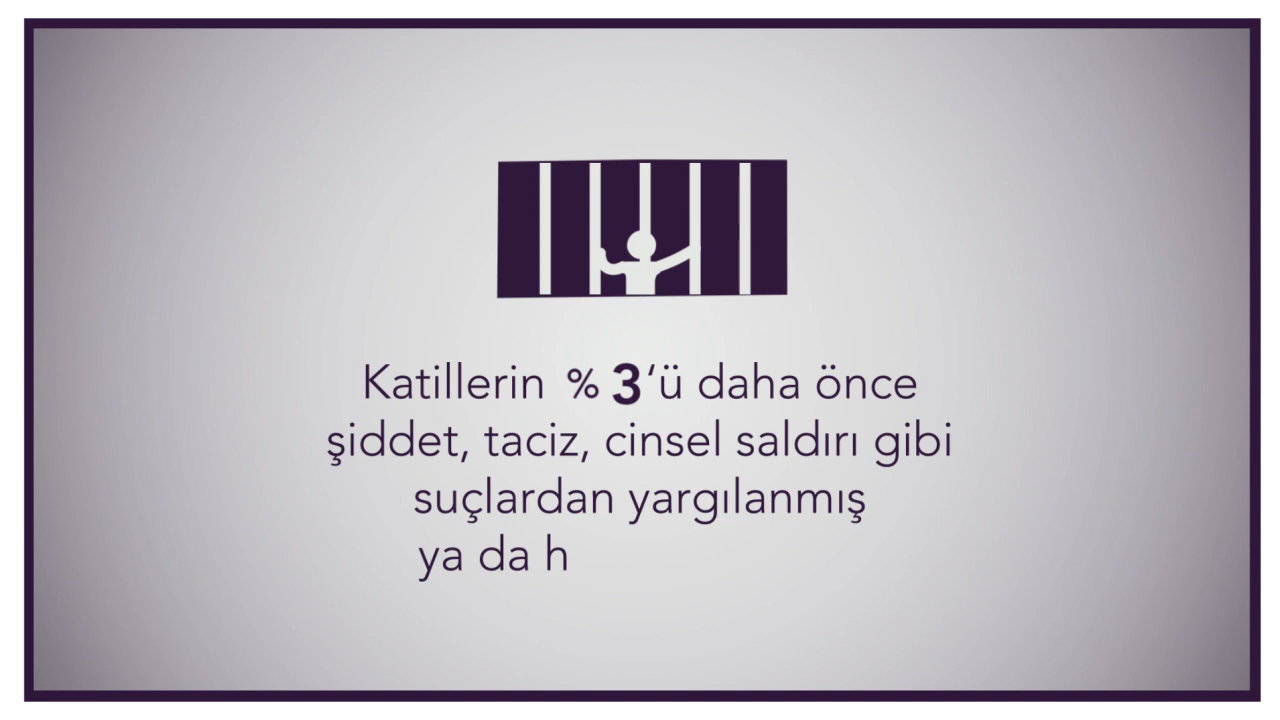 Katillerin % 3'ü daha önce
şiddet, taciz, cinsel saldırı gibi
suçlardan yargılanmış
ya da h